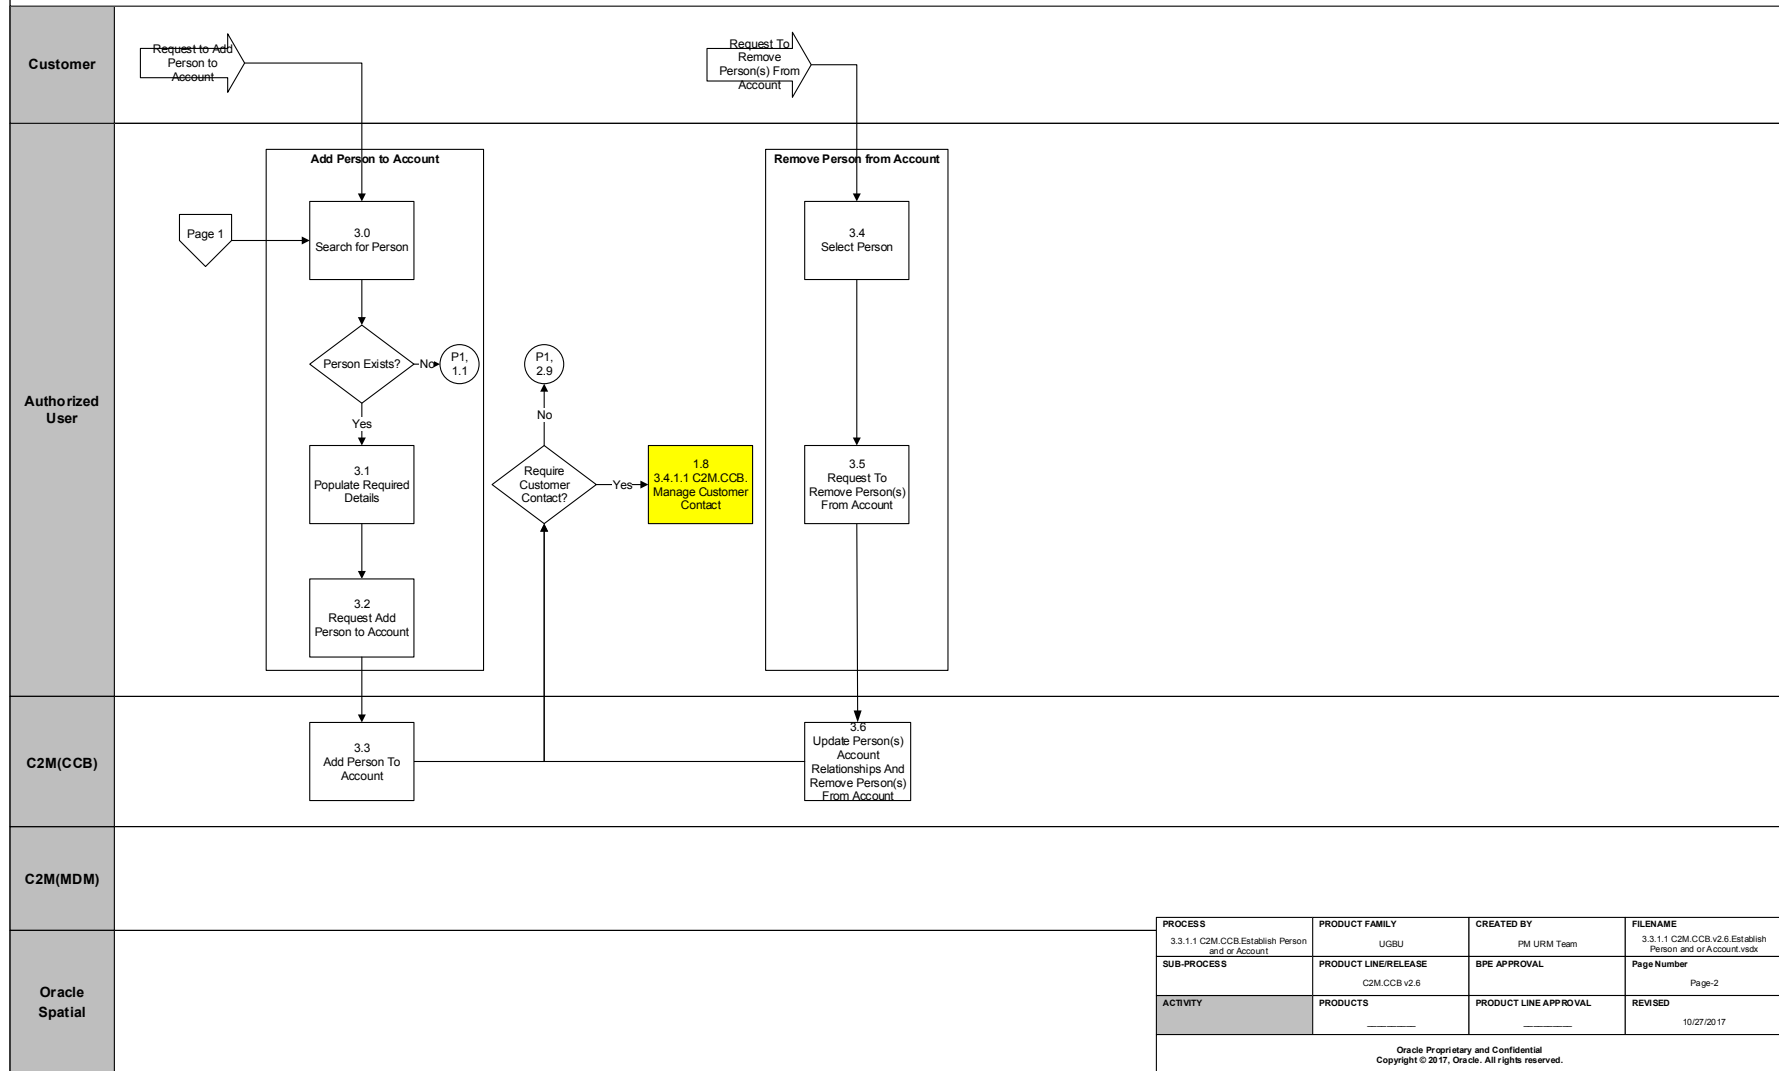 Customer
Request to Add
Person to
Account
Request To
Remove
Person(s) From
Account
Authorized
User
Add Person to Account
Remove Person from Account
Page 1
3.0
Search for Person
3.4
Select Person
Person Exists?
No
P1,
1.1
P1,
2.9
Yes
No
3.1
Populate Required
Details
Require
Customer
Contact?
Yes
1.8
3.4.1.1 C2M.CCB.
Manage Customer
Contact
3.5
Request To
Remove Person(s)
From Account
3.2
Request Add
Person to Account
C2M(CCB)
3.3
Add Person To
Account
3.6
Update Person(s)
Account
Relationships And
Remove Person(s)
From Account
C2M(MDM)
Oracle
Spatial
PROCESS
3.3.1.1 C2M.CCB.Establish Person
and or Account
PRODUCT FAMILY
UGBU
CREATED BY
PM URM Team
FILENAME
3.3.1.1 C2M.CCB.v2.6.Establish
Person and or Account.vsdx
SUB-PROCESS
PRODUCT LINE/RELEASE
C2M.CCB v2.6
BPE APPROVAL
Page Number
Page-2
ACTIVITY
PRODUCTS
___________
PRODUCT LINE APPROVAL
___________
REVISED
10/27/2017
Oracle Proprietary and Confidential
Copyright © 2017, Oracle. All rights reserved.